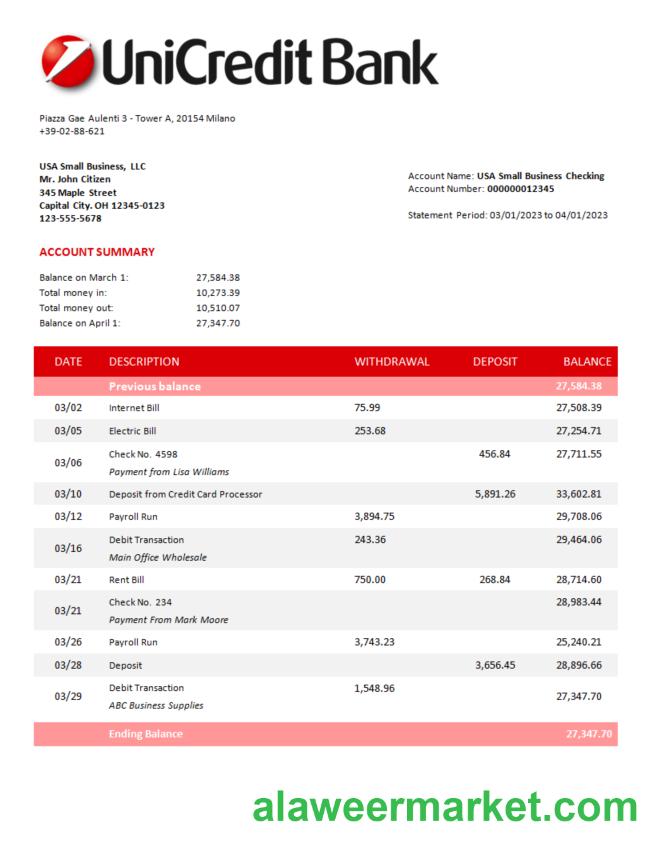 UniCredit Bank
Piazza Gae Aulenti 3 - Tower A, 20154 Milano
+39-02-88-621
USA Small Business, LLC
Mr. John Citizen
345 Maple Street
Capital City. OH 12345-0123
123-555-5678
Account Name: USA Small Business Checking
Account Number: 000000012345
Statement Period: 03/01/2023 to 04/01/2023
ACCOUNT SUMMARY
Balance on March 1: 27,584.38
Total money in: 10,273.39
Total money out: 10,510.07
Balance on April 1: 27,347.70
DATE DESCRIPTION WITHDRAWAL DEPOSIT BALANCE
Previous balance 27,584.38
03/02 Internet Bill 75.99 27,508.39
03/05 Electric Bill 253.68 27,254.71
03/06 Check No. 4598 456.84 27,711.55
Payment from Lisa Williams
03/10 Deposit from Credit Card Processor 5,891.26 33,602.81
03/12 Payroll Run 3,894.75 29,708.06
03/16 Debit Transaction 243.36 29,464.06
Main Office Wholesale
03/21 Rent Bill 750.00 268.84 28,714.60
03/21 Check No. 234 28,983.44
Payment From Mark Moore
03/26 Payroll Run 3,743.23 25,240.21
03/28 Deposit 3,656.45 28,896.66
03/29 Debit Transaction 1,548.96 27,347.70
ABC Business Supplies
Ending Balance 27,347.70
alaweermarket.com